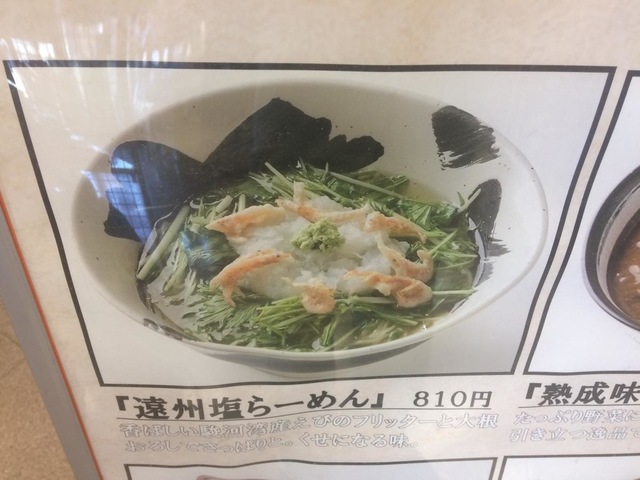 「遠州塩らーめん」 810円
香ばしい駿河湾産えびのフリッターと大根
おろしでさっぱりと。くせになる味。
「熟成味
たっぷり野菜に
引き立つ逸品で